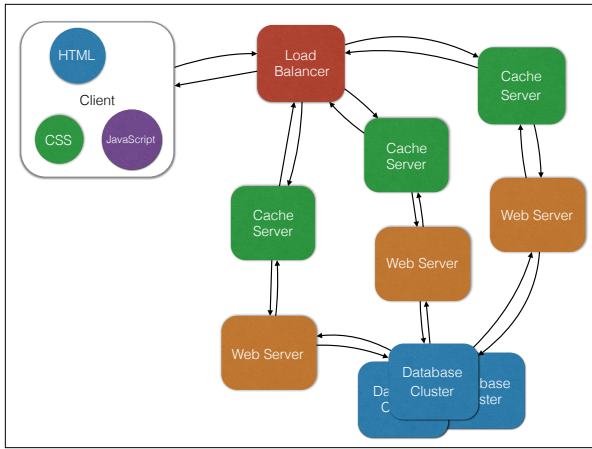 HTML
Client
CSS
JavaScript
Load
Balancer
Cache
Server
Cache
Server
Cache
Server
Web Server
Web Server
Web Server
Database
Cluster